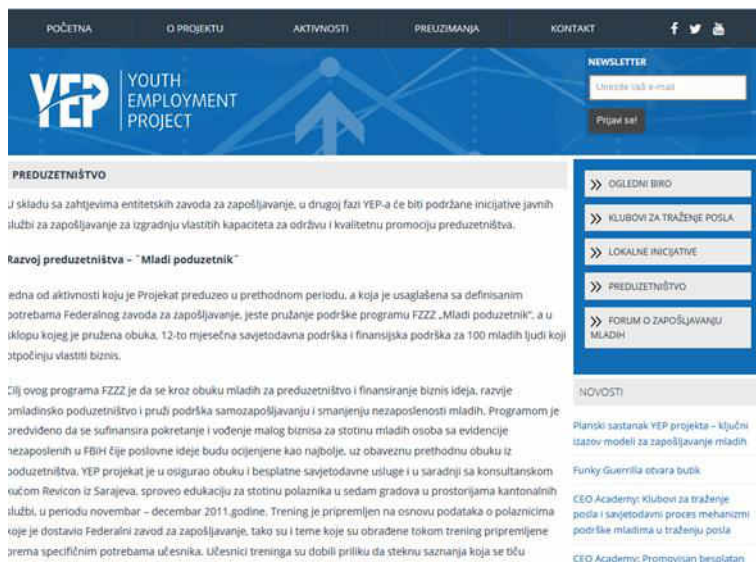 POČETNA
O PROJEKTU
AKTIVNOSTI
PREUZIMANJA
KONTAKT
YEP
YOUTH
EMPLOYMENT
PROJECT
NEWSLETTER
Unesite vaš e-mail
Prijavi se!
PREDUZETNIŠTVO
U skladu sa zahtjevima entitetskih zavoda za zapošljavanje, u drugoj fazi YEP-a će biti podržane inicijative javnih
službi za zapošljavanje za izgradnju vlastitih kapaciteta za održivu i kvalitetnu promociju preduzetništva.
Razvoj preduzetništva – ˝Mladi poduzetnik˝
Jedna od aktivnosti koju je Projekat preduzeo u prethodnom periodu, a koja je usaglašena sa definisanim
potrebama Federalnog zavoda za zapošljavanje, jeste pružanje podrške programu FZZZ „Mladi poduzetnik“, a u
sklopu kojeg je pružena obuka, 12-to mjesečna savjetodavna podrška i finansijska podrška za 100 mladih ljudi koji
otpočinju vlastiti biznis.
Cilj ovog programa FZZZ je da se kroz obuku mladih za preduzetništvo i finansiranje biznis ideja, razvije
omladinsko poduzetništvo i pruži podrška samozapošljavanju i smanjenju nezaposlenosti mladih. Programom je
predviđeno da se sufinansira pokretanje i vođenje malog biznisa za stotinu mladih osoba sa evidencije
nezaposlenih u FBiH čije poslovne ideje budu ocijenjene kao najbolje, uz obaveznu prethodnu obuku iz
poduzetništva. YEP projekat je u osigurao obuku i besplatne savjetodavne usluge i u saradnji sa konsultanskom
kućom Revicon iz Sarajeva, sproveo edukaciju za stotinu polaznika u sedam gradova u prostorijama kantonalnih
službi, u periodu novembar – decembar 2011.godine. Trening je pripremljen na osnovu podataka o polaznicima
koje je dostavio Federalni zavod za zapošljavanje, tako su i teme koje su obrađene tokom trening pripremljene
prema specifičnim potrebama učesnika. Učesnici treninga su dobili priliku da steknu saznanja koja se tiču
OGLEDNI BIRO
KLUBOVI ZA TRAŽENJE POSLA
LOKALNE INICIJATIVE
PREDUZETNIŠTVO
FORUM O ZAPOŠLJAVANJU
MLADIH
NOVOSTI
Planski sastanak YEP projekta – ključni
izazov modeli za zapošljavanje mladih
Funky Guerrilla otvara butik
CEO Academy: Klubovi za traženje
posla i savjetodavni proces mehanizmi
podrške mladima u traženju posla
CEO Academy: Promovisan besplatan